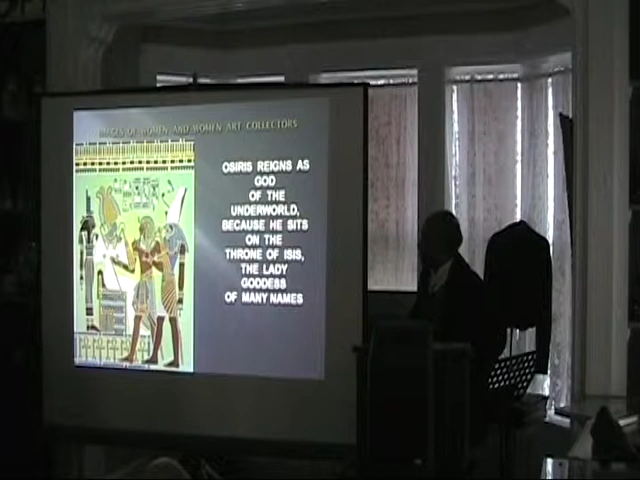 IMAGES OF WOMEN AND WOMEN ART COLLECTORS
OSIRIS REIGNS AS
GOD
OF THE
UNDERWORLD,
BECAUSE HE SITS
ON THE
THRONE OF ISIS,
THE LADY
GODDESS
OF MANY NAMES